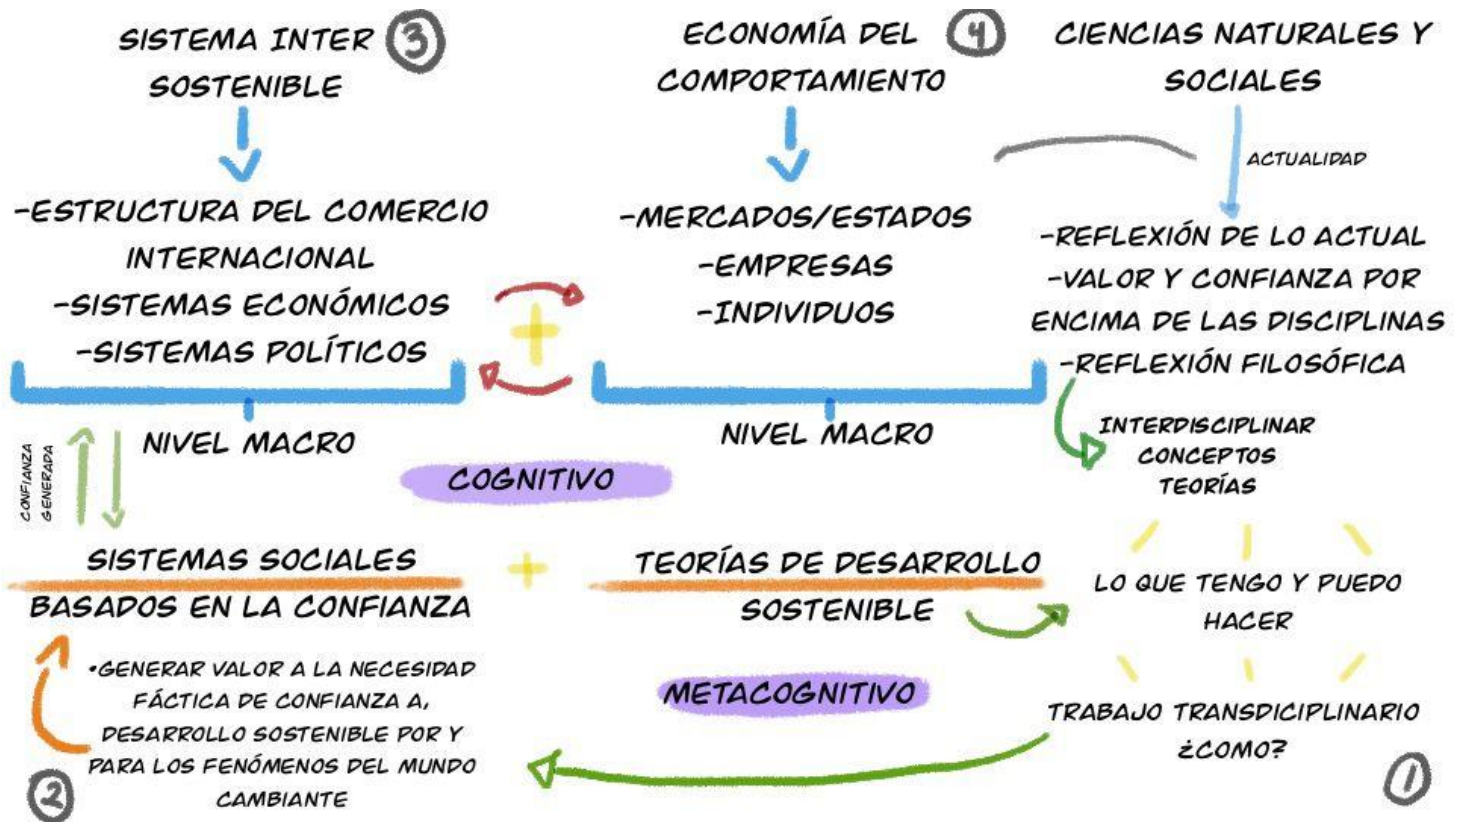 SISTEMA INTER
SOSTENIBLE
3
-ESTRUCTURA DEL COMERCIO
INTERNACIONAL
-SISTEMAS ECONÓMICOS
-SISTEMAS POLÍTICOS
NIVEL MACRO
ECONOMÍA DEL
COMPORTAMIENTO
4
-MERCADOS/ESTADOS
-EMPRESAS
-INDIVIDUOS
+
NIVEL MACRO
CIENCIAS NATURALES Y
SOCIALES
ACTUALIDAD
-REFLEXIÓN DE LO ACTUAL
-VALOR Y CONFIANZA POR
ENCIMA DE LAS DISCIPLINAS
-REFLEXIÓN FILOSÓFICA
INTERDISCIPLINAR
CONCEPTOS
TEORÍAS
LO QUE TENGO Y PUEDO
HACER
TRABAJO TRANSDICIPLINARIO
¿COMO?
1
COGNITIVO
CONFIANZA
GENERADA
SISTEMAS SOCIALES
BASADOS EN LA CONFIANZA
+
TEORÍAS DE DESARROLLO
SOSTENIBLE
METACOGNITIVO
•GENERAR VALOR A LA NECESIDAD
FÁCTICA DE CONFIANZA A,
DESARROLLO SOSTENIBLE POR Y
PARA LOS FENÓMENOS DEL MUNDO
CAMBIANTE
2